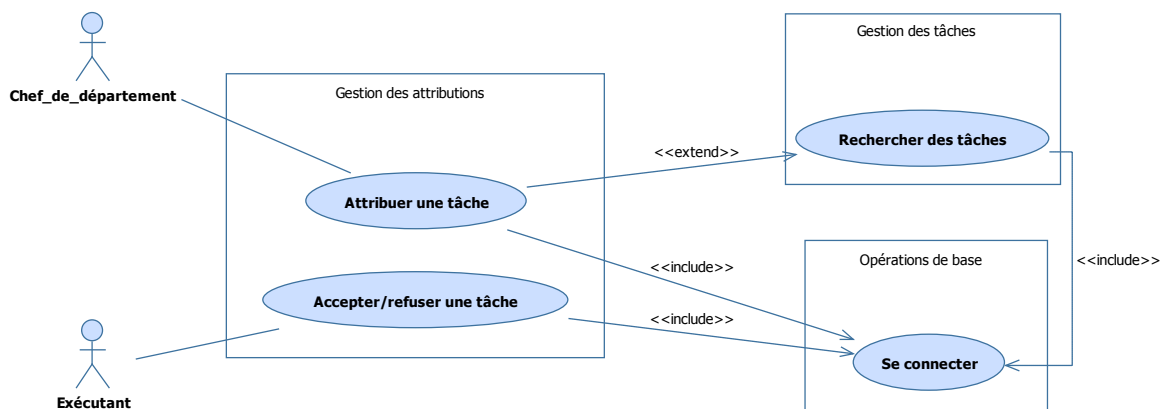 Gestion des tâches
Chef_de_département
Gestion des attributions
Rechercher des tâches
<<extend>>
Attribuer une tâche
<<include>>
Opérations de base
<<include>>
Accepter/refuser une tâche
<<include>>
Se connecter
Exécutant